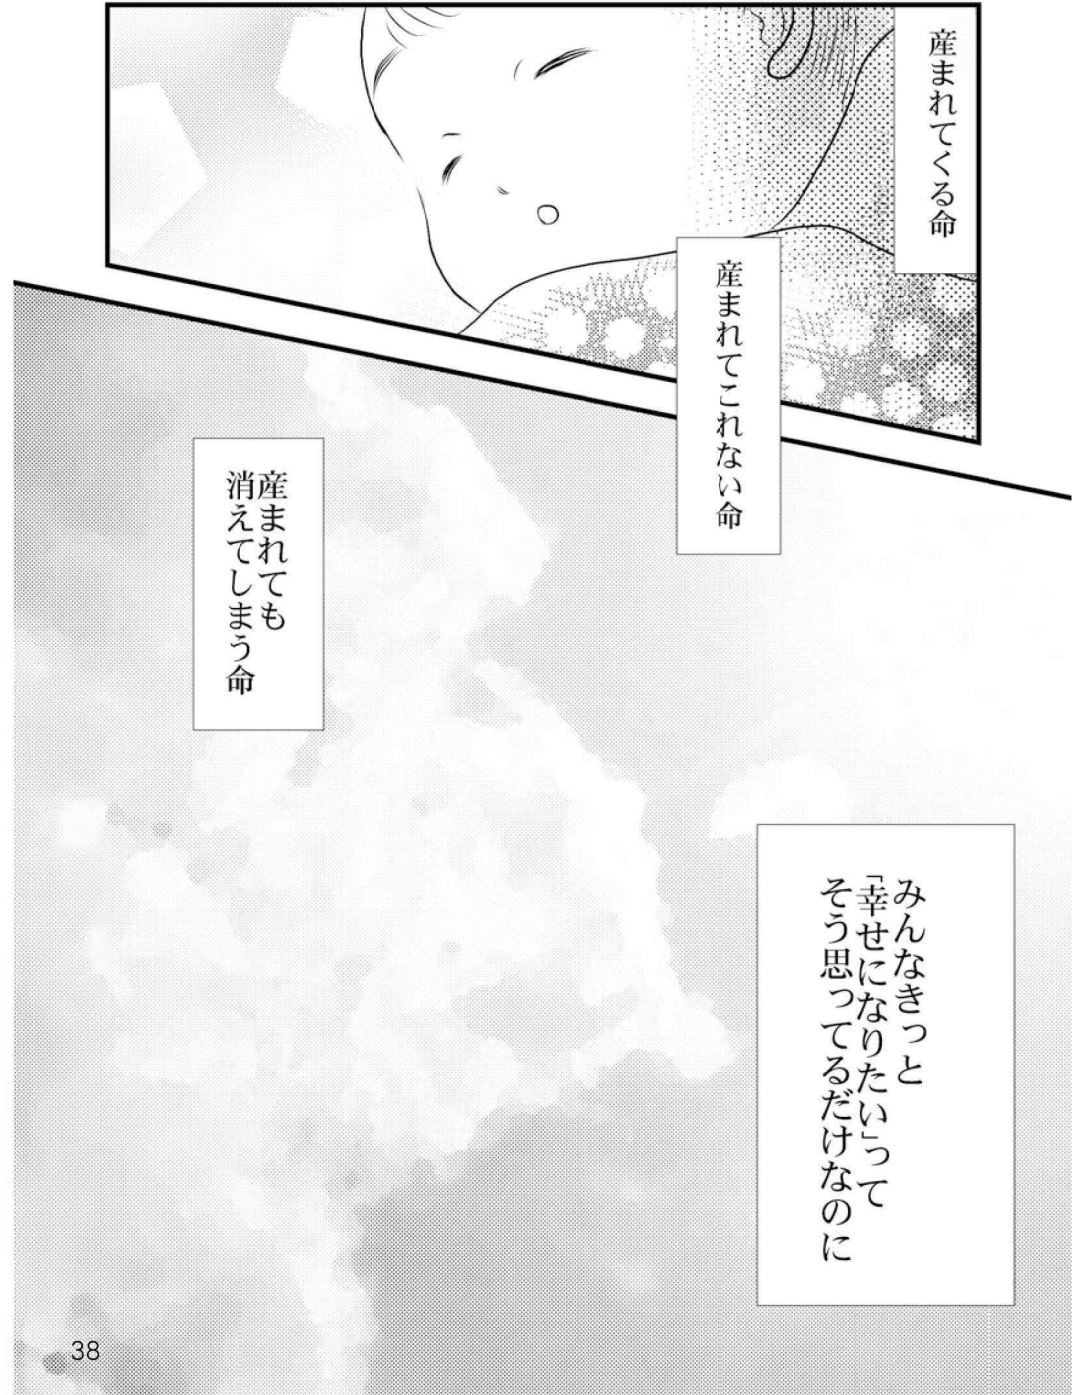 産まれてくる命
産まれてこれない命
産まれても
消えてしまう命
みんなきっと
「幸せになりたい」って
そう思ってるだけなのに
38